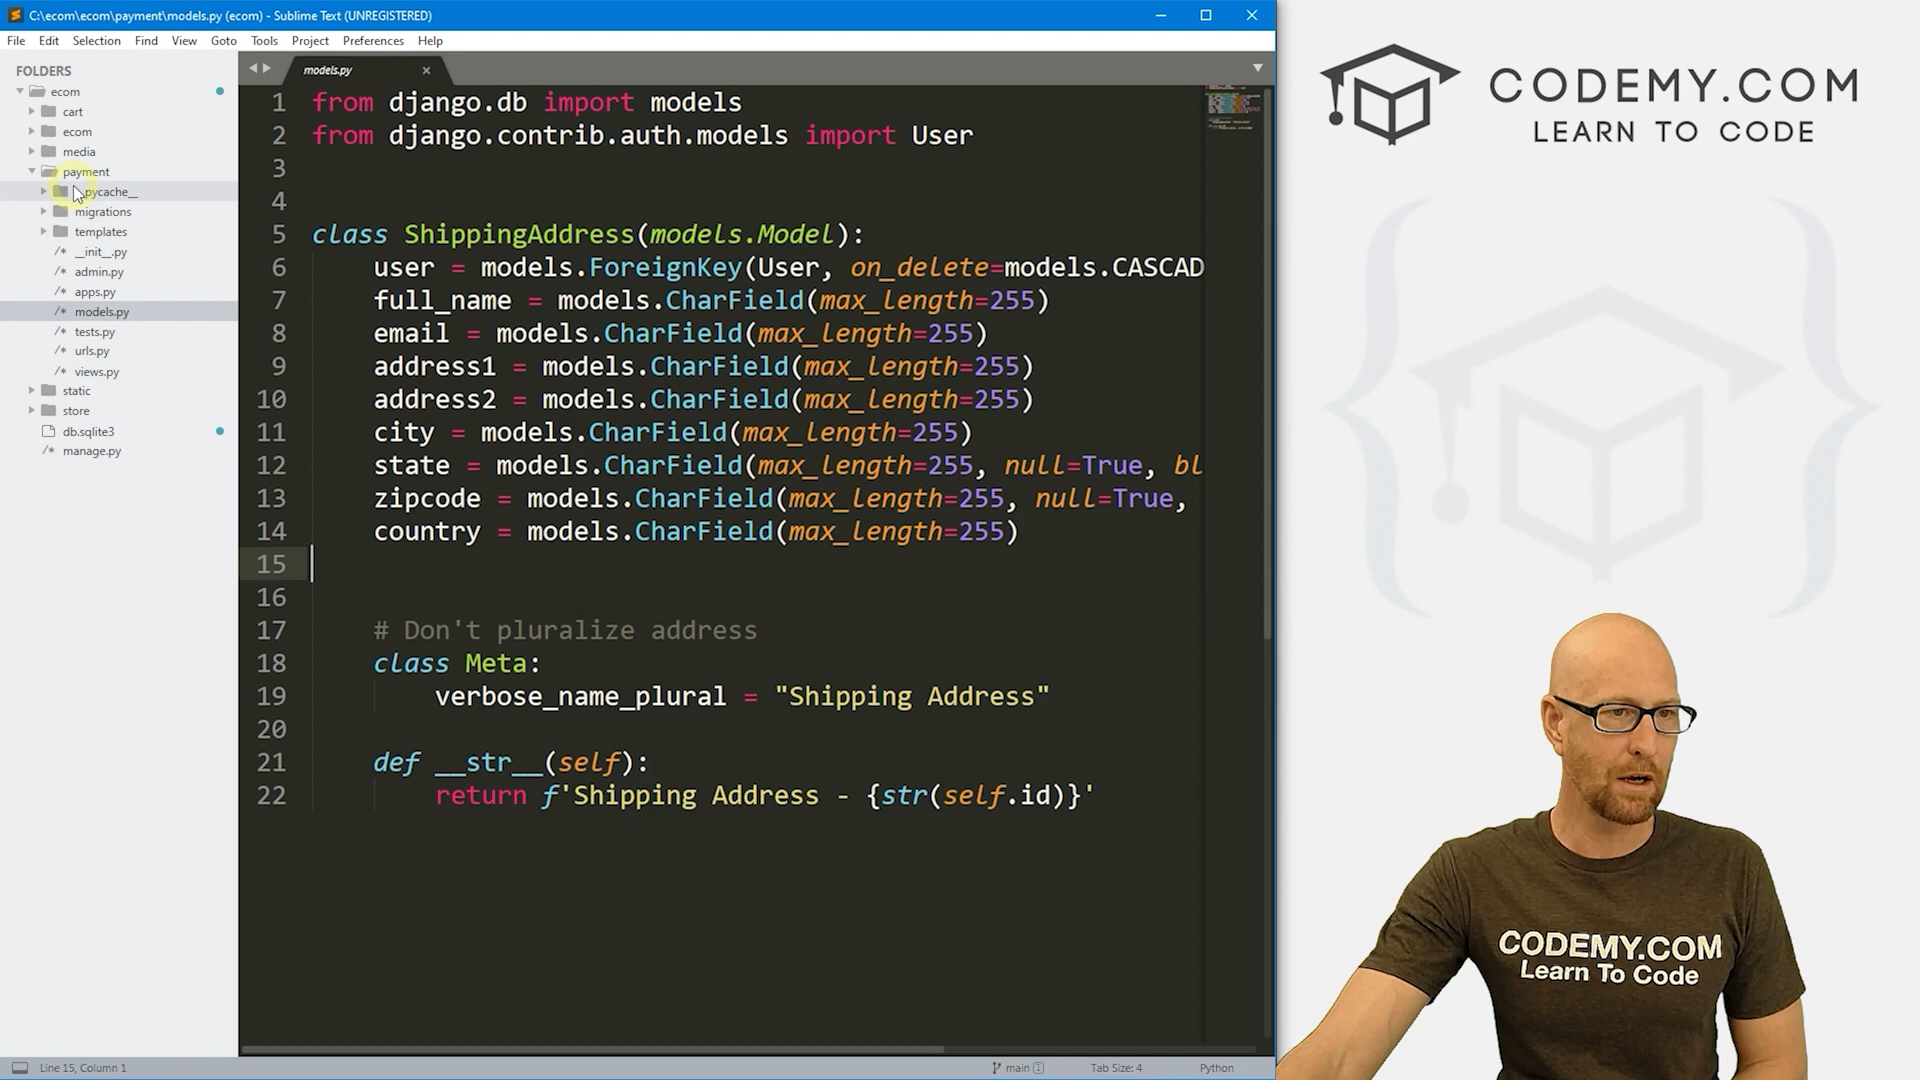 C:\ecom\ecom\payment\models.py (ecom) - Sublime Text (UNREGISTERED)
File Edit Selection Find View Goto Tools Project Preferences Help
FOLDERS
ecom
cart
ecom
media
payment
pycache__
migrations
templates
/* __init__.py
/* admin.py
/* apps.py
/* models.py
/* tests.py
/* urls.py
/* views.py
static
store
db.sqlite3
/* manage.py
models.py
1 from django.db import models
2 from django.contrib.auth.models import User
3
4
5 class ShippingAddress(models.Model):
6 user = models.ForeignKey(User, on_delete=models.CASCAD
7 full_name = models.CharField(max_length=255)
8 email = models.CharField(max_length=255)
9 address1 = models.CharField(max_length=255)
10 address2 = models.CharField(max_length=255)
11 city = models.CharField(max_length=255)
12 state = models.CharField(max_length=255, null=True, bl
13 zipcode = models.CharField(max_length=255, null=True,
14 country = models.CharField(max_length=255)
15
16
17 # Don't pluralize address
18 class Meta:
19 verbose_name_plural = "Shipping Address"
20
21 def __str__(self):
22 return f'Shipping Address - {str(self.id)}'
Line 15, Column 1
main 1
Tab Size: 4
Python
CODEMY.COM
LEARN TO CODE
CODEMY.COM
Learn To Code